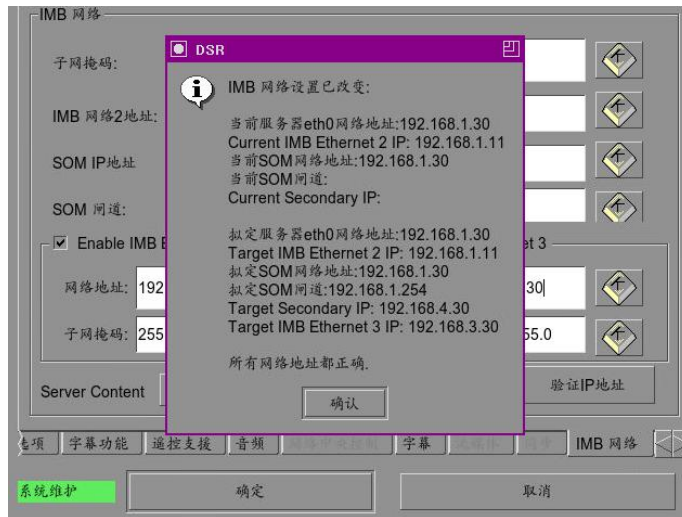 IMB 网络
子网掩码:
IMB 网络2地址:
SOM IP地址
SOM 闸道:
Enable IMB E
et 3
网络地址: 192
30
子网掩码: 255
55.0
Server Content
验证IP地址
DSR
IMB 网络设置已改变:
当前服务器eth0网络地址:192.168.1.30
Current IMB Ethernet 2 IP: 192.168.1.11
当前SOM网络地址:192.168.1.30
当前SOM闸道:
Current Secondary IP:
拟定服务器eth0网络地址:192.168.1.30
Target IMB Ethernet 2 IP: 192.168.1.11
拟定SOM网络地址:192.168.1.30
拟定SOM闸道:192.168.1.254
Target Secondary IP: 192.168.4.30
Target IMB Ethernet 3 IP: 192.168.3.30
所有网络地址都正确.
确认
选项 字幕功能 遥控支援 音频 字幕 IMB 网络
系统维护 确定 取消